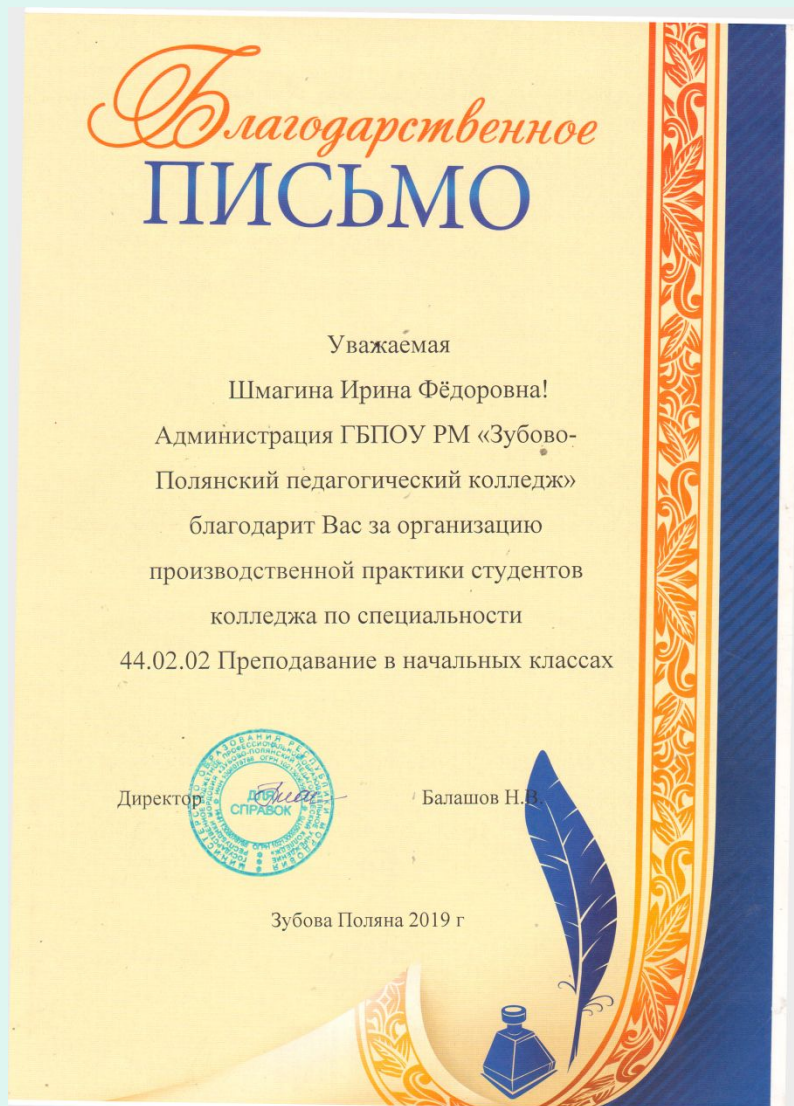 Благодарственное
ПИСЬМО
Уважаемая
Шмагина Ирина Фёдоровна!
Администрация ГБПОУ РМ «Зубово-
Полянский педагогический колледж»
благодарит Вас за организацию
производственной практики студентов
колледжа по специальности
44.02.02 Преподавание в начальных классах
Директор
ДЛЯ
СПРАВОК
Балашов Н.В.
Зубова Поляна 2019 г